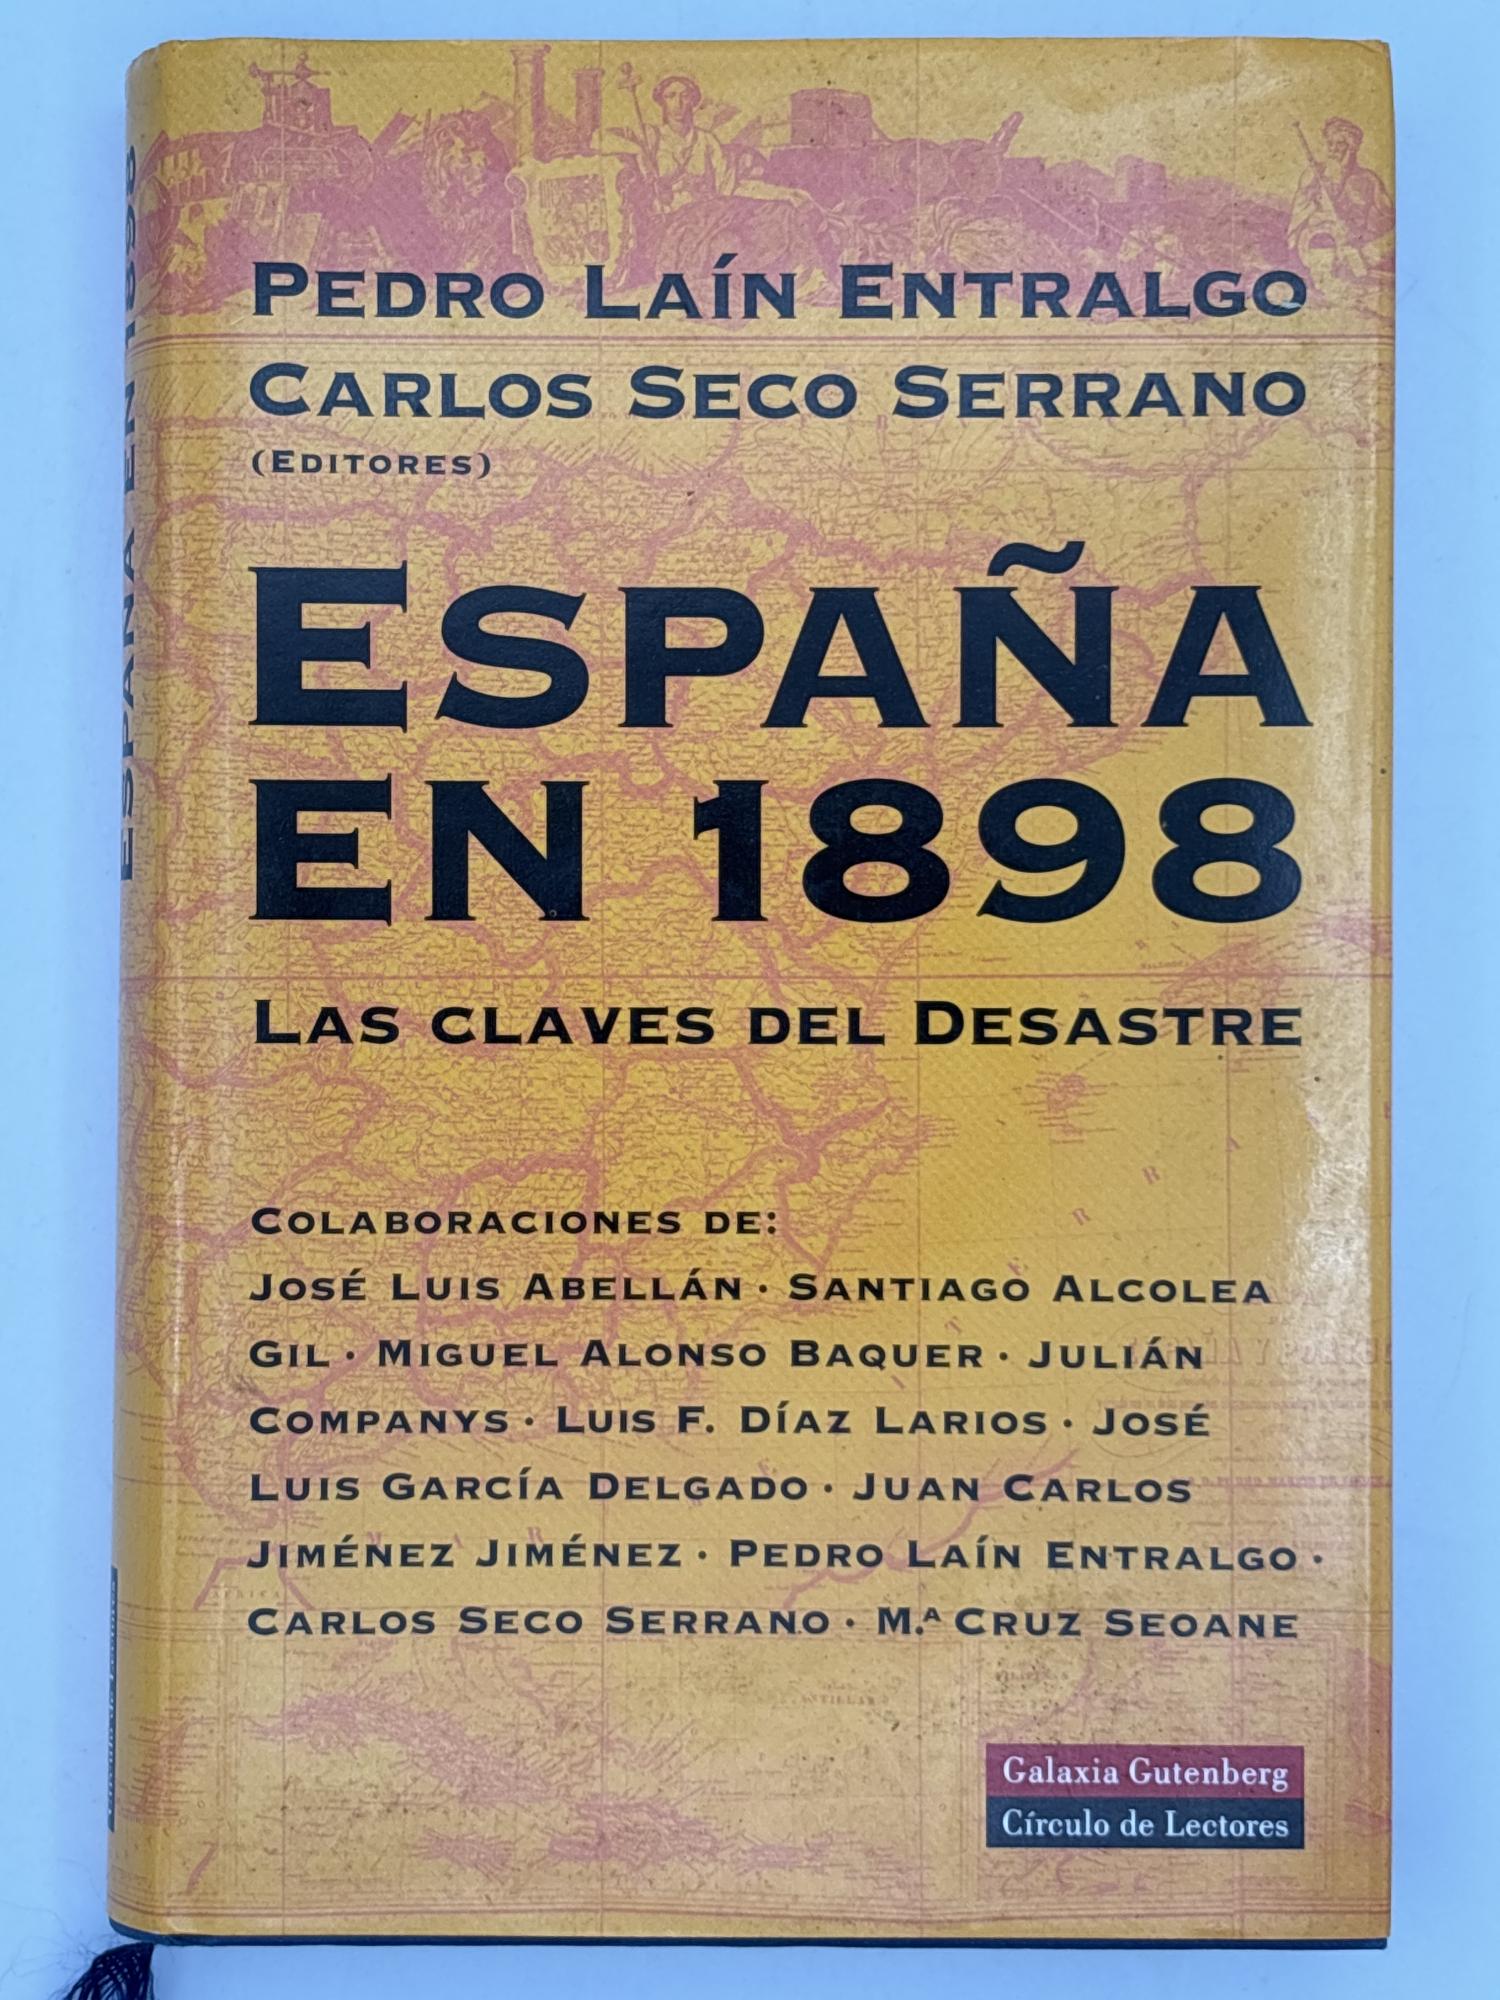 PEDRO LAÍN ENTRALGO
CARLOS SECO SERRANO
(EDITORES)
ESPAÑA
EN 1898
LAS CLAVES DEL DESASTRE
COLABORACIONES DE:
JOSÉ LUIS ABELLÁN · SANTIAGO ALCOLEA
GIL · MIGUEL ALONSO BAQUER · JULIÁN
COMPANYS · LUIS F. DÍAZ LARIOS · JOSÉ
LUIS GARCÍA DELGADO · JUAN CARLOS
JIMÉNEZ JIMÉNEZ · PEDRO LAÍN ENTRALGO ·
CARLOS SECO SERRANO · M.ª CRUZ SEOANE
Galaxia Gutenberg
Círculo de Lectores
ESPAÑA EN 1898